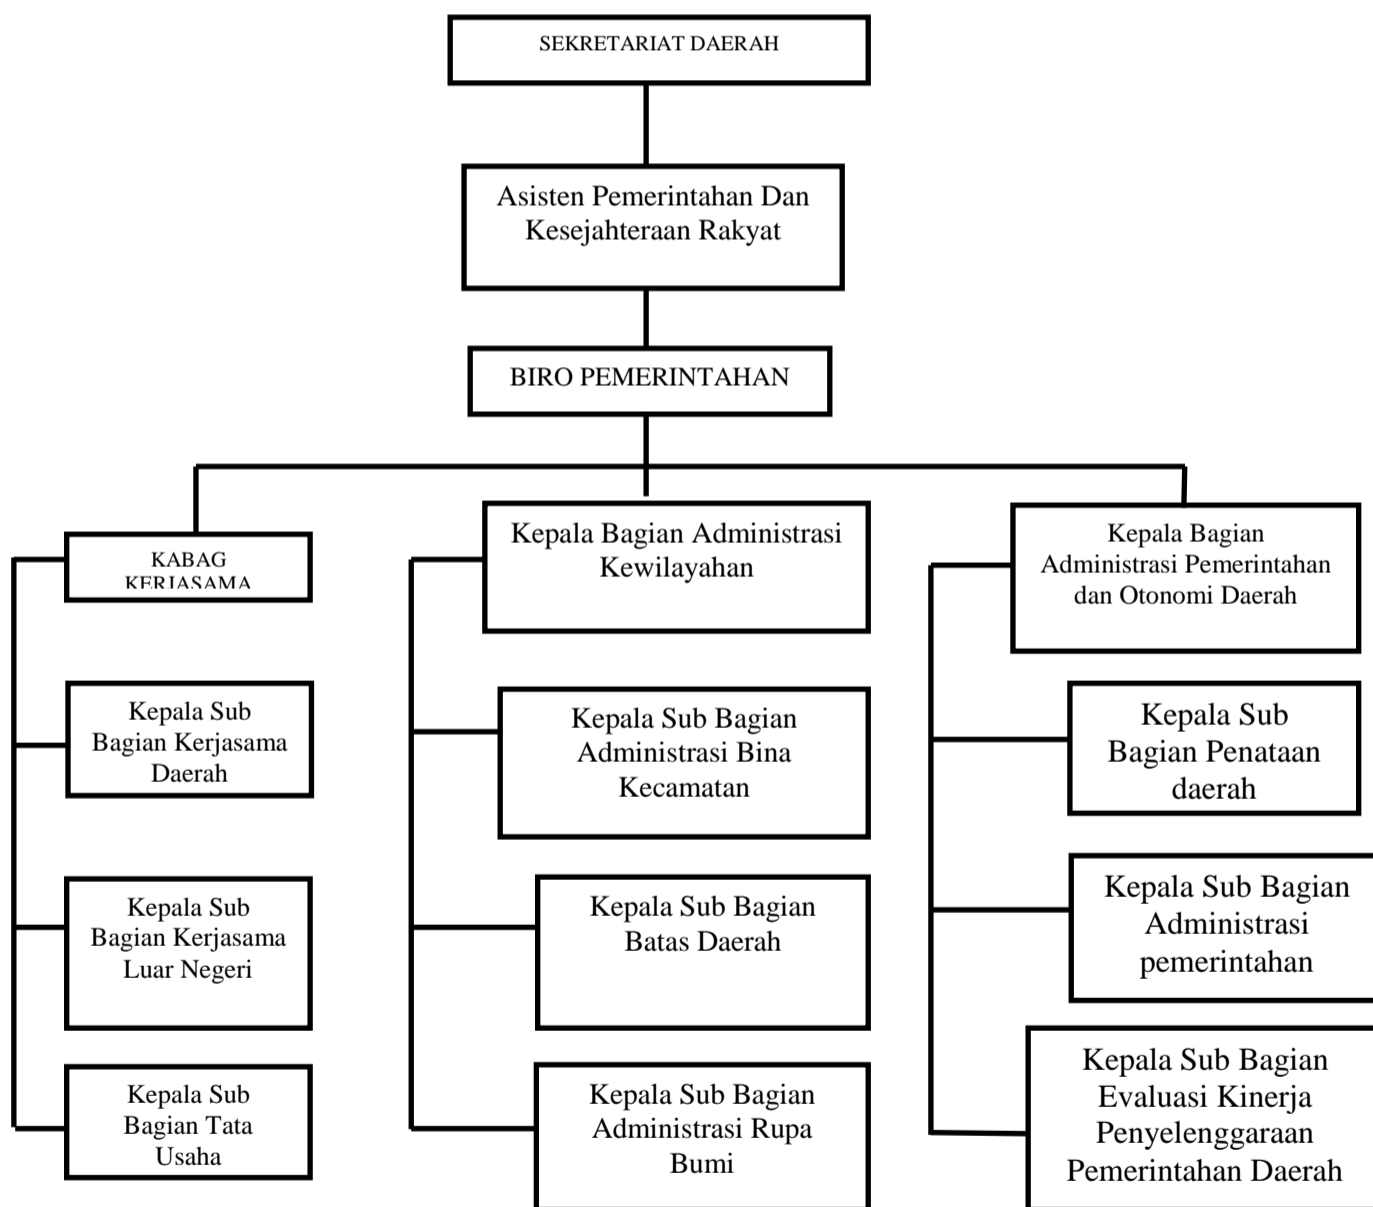 SEKRETARIAT DAERAH
Asisten Pemerintahan Dan
Kesejahteraan Rakyat
BIRO PEMERINTAHAN
KABAG
KERJASAMA
Kepala Sub
Bagian Kerjasama
Daerah
Kepala Sub
Bagian Kerjasama
Luar Negeri
Kepala Sub
Bagian Tata
Usaha
Kepala Bagian Administrasi
Kewilayahan
Kepala Sub Bagian
Administrasi Bina
Kecamatan
Kepala Sub Bagian
Batas Daerah
Kepala Sub Bagian
Administrasi Rupa
Bumi
Kepala Bagian
Administrasi Pemerintahan
dan Otonomi Daerah
Kepala Sub
Bagian Penataan
daerah
Kepala Sub Bagian
Administrasi
pemerintahan
Kepala Sub Bagian
Evaluasi Kinerja
Penyelenggaraan
Pemerintahan Daerah